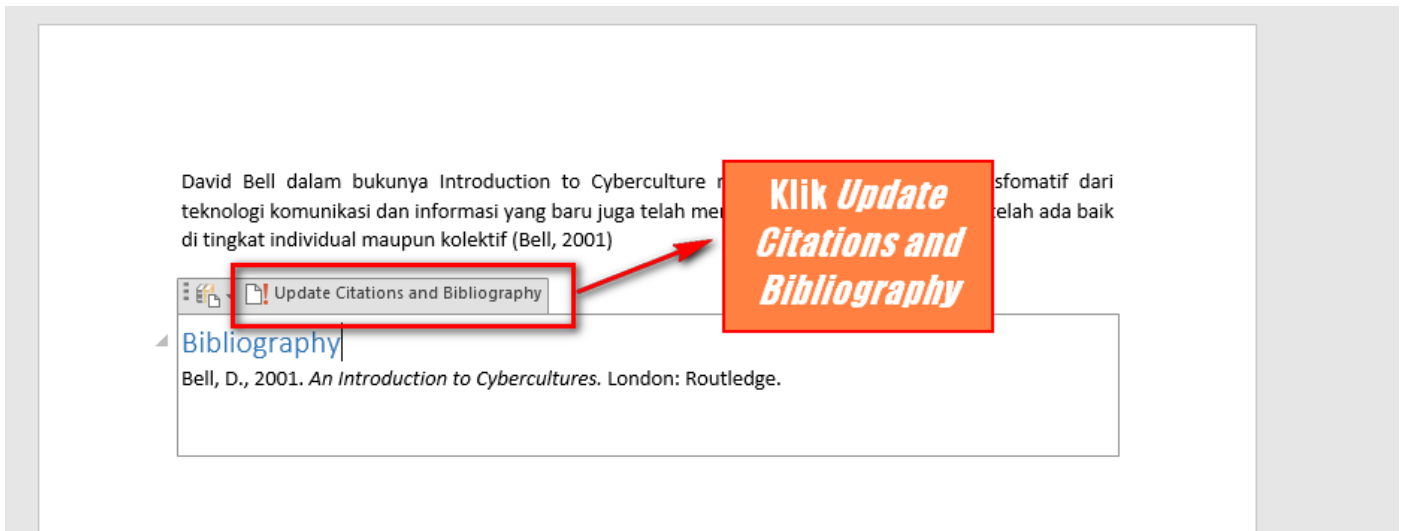 David Bell dalam bukunya Introduction to Cyberculture
sfomatif dari
teknologi komunikasi dan informasi yang baru juga telah
ada baik
di tingkat individual maupun kolektif (Bell, 2001)
Klik Update
Citations and
Bibliography
Update Citations and Bibliography
Bibliography
Bell, D., 2001. An Introduction to Cybercultures. London: Routledge.